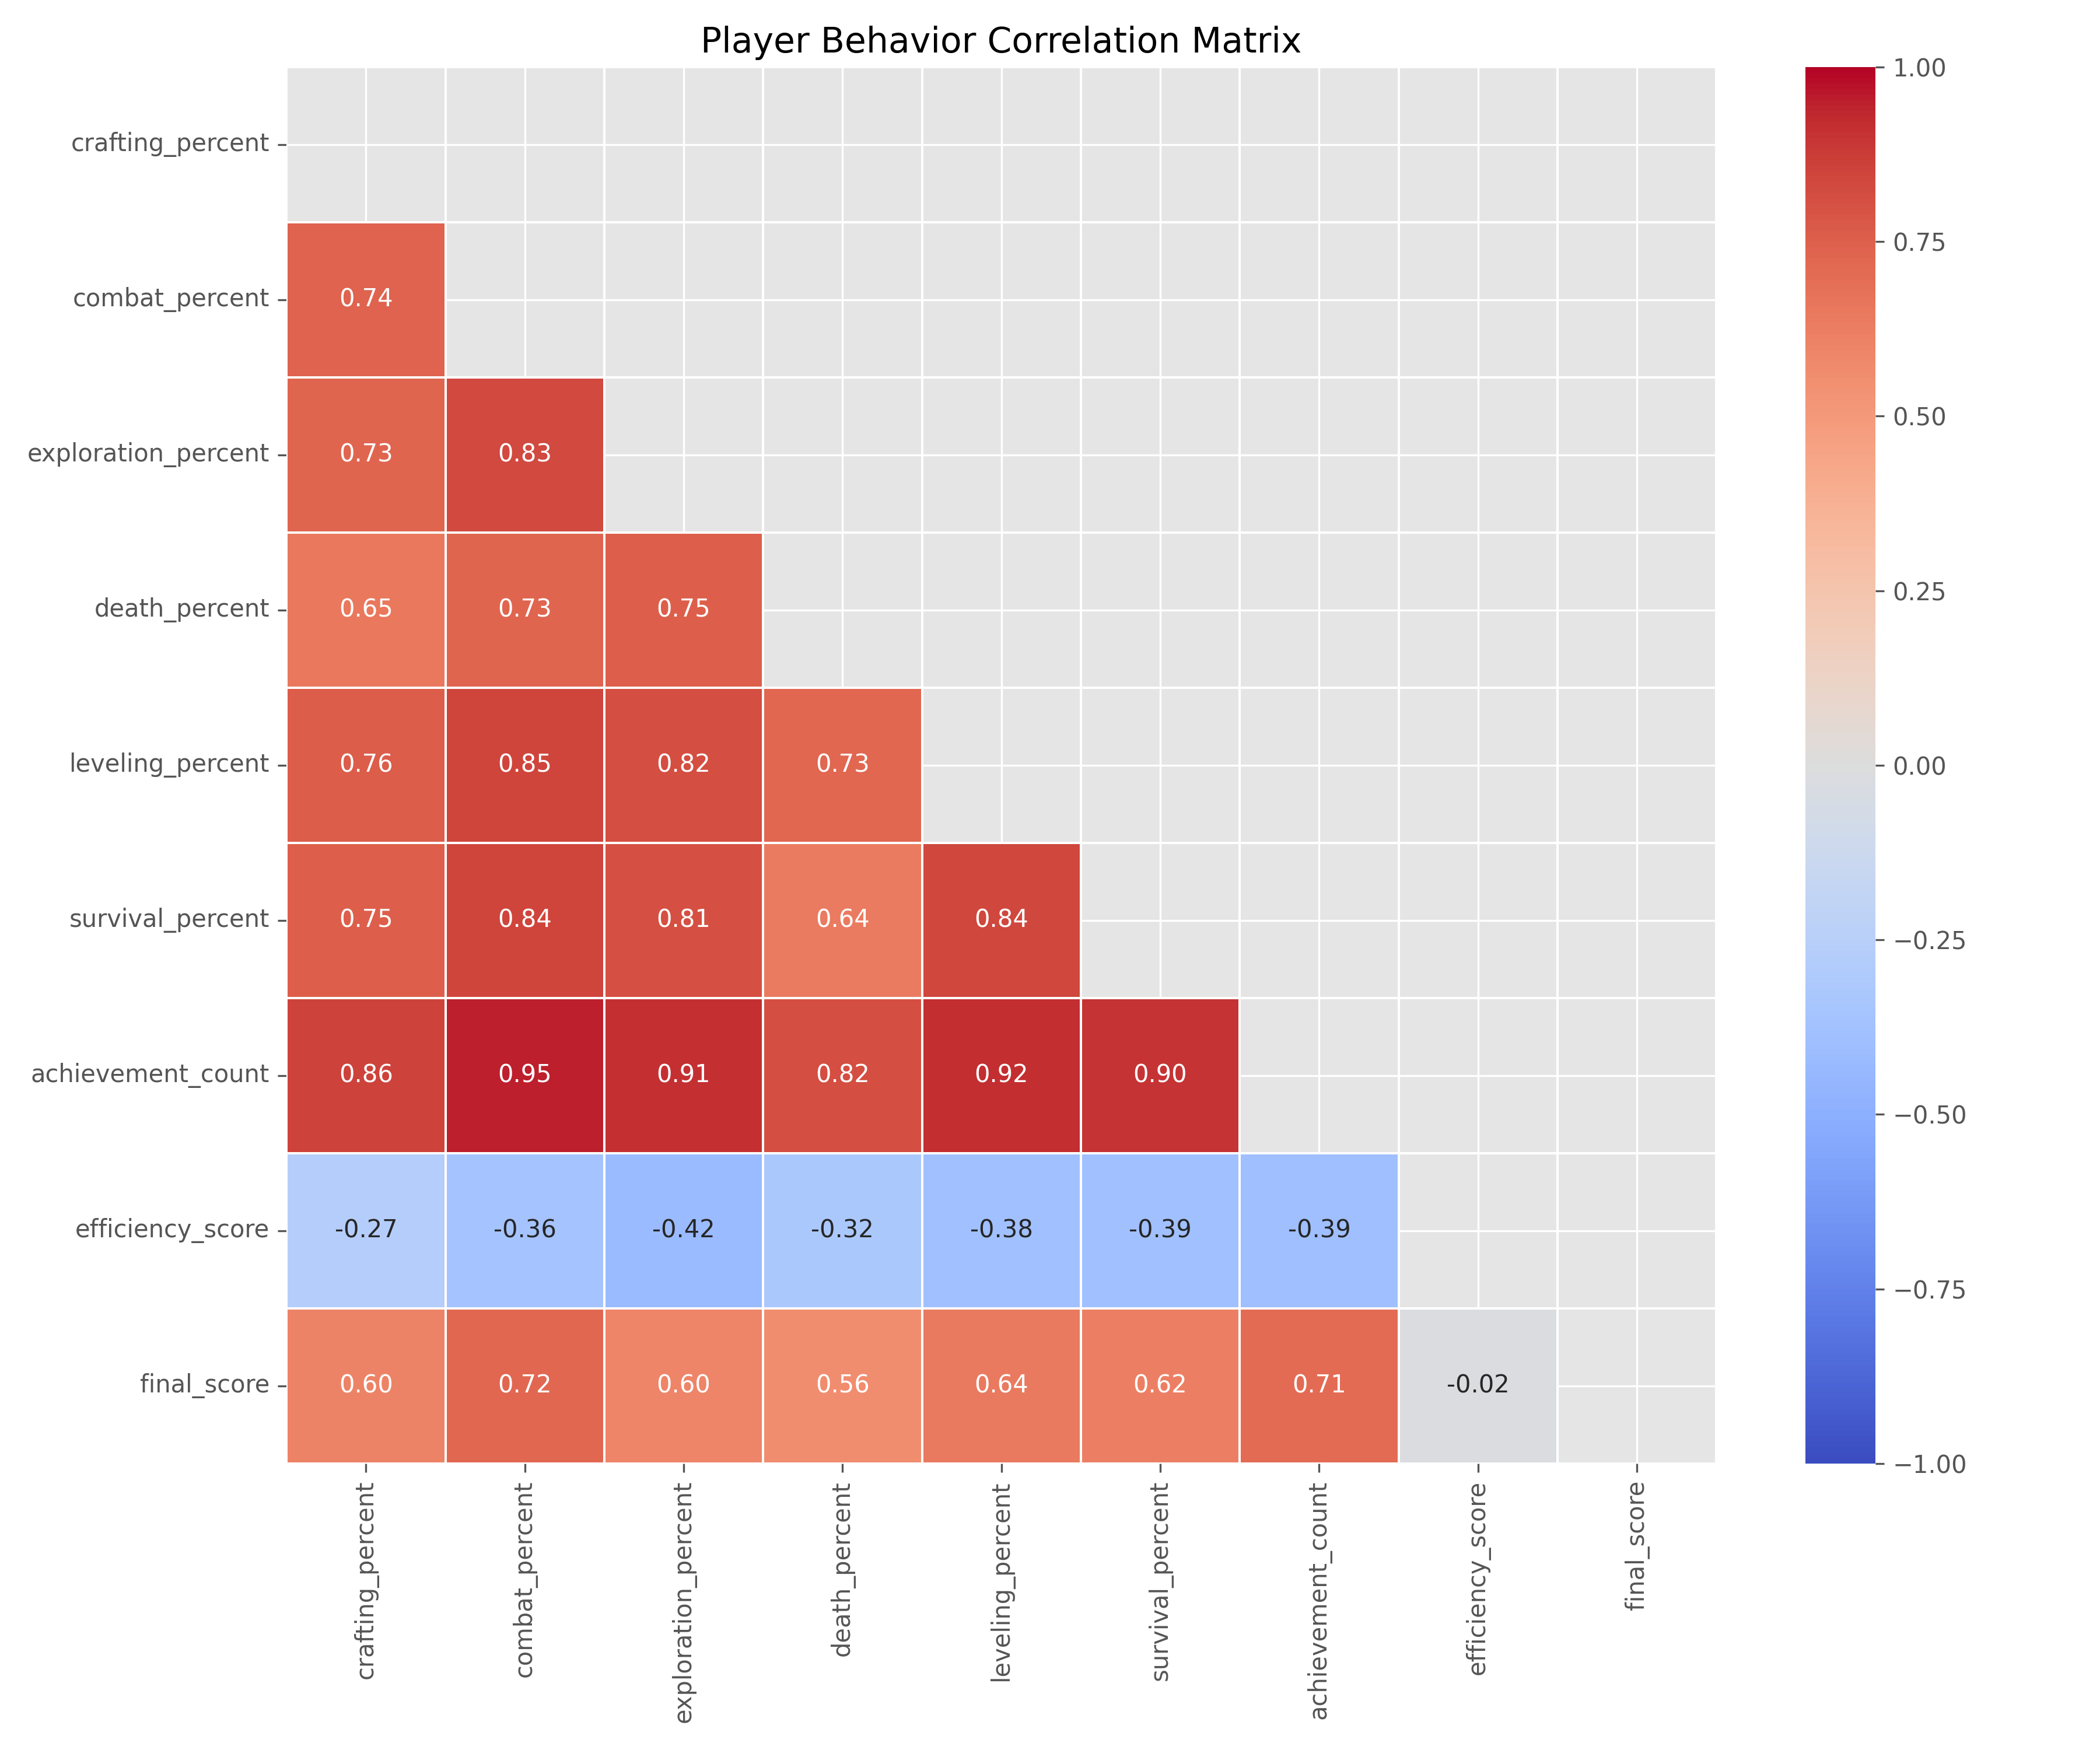 Player Behavior Correlation Matrix
crafting_percent
combat_percent
0.74
exploration_percent
0.73 0.83
death_percent
0.65 0.73 0.75
leveling_percent
0.76 0.85 0.82 0.73
survival_percent
0.75 0.84 0.81 0.64 0.84
achievement_count
0.86 0.95 0.91 0.82 0.92 0.90
efficiency_score
-0.27 -0.36 -0.42 -0.32 -0.38 -0.39 -0.39
final_score
0.60 0.72 0.60 0.56 0.64 0.62 0.71 -0.02
crafting_percent
combat_percent
exploration_percent
death_percent
leveling_percent
survival_percent
achievement_count
efficiency_score
final_score
1.00
0.75
0.50
0.25
0.00
−0.25
−0.50
−0.75
−1.00